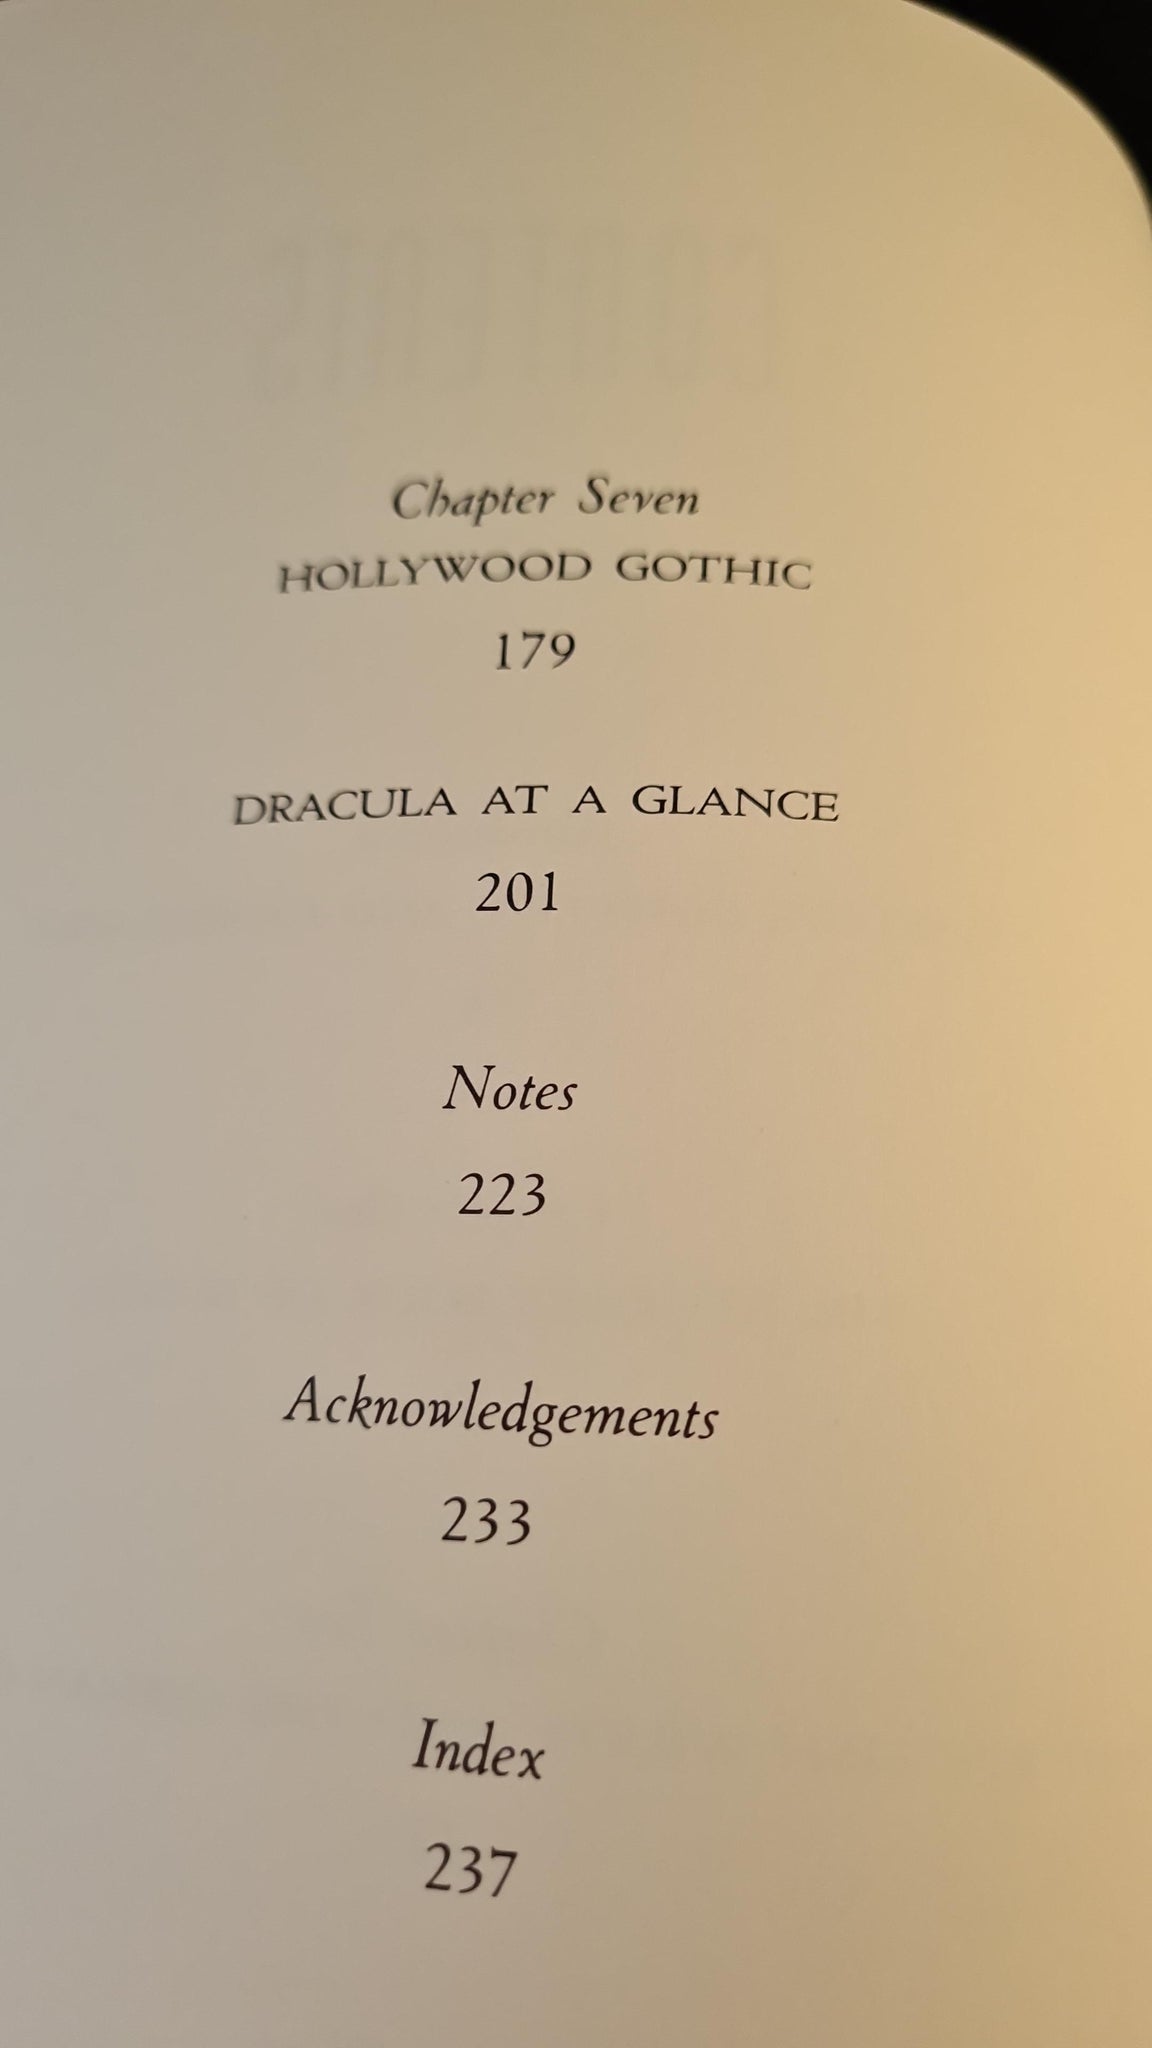 Chapter Seven
HOLLYWOOD GOTHIC
179
DRACULA AT A GLANCE
201
Notes
223
Acknowledgements
233
Index
237